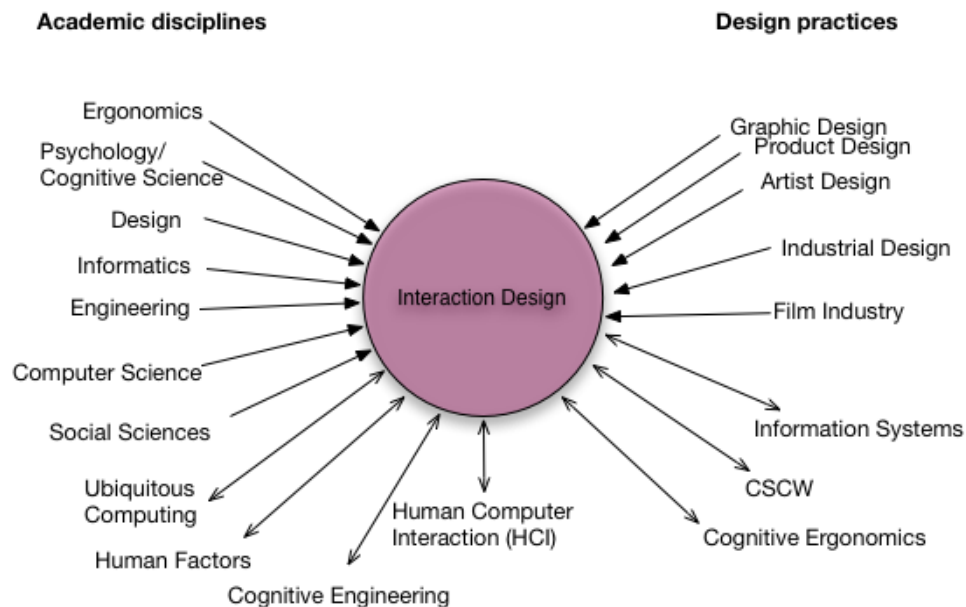 Academic disciplines
Design practices
Ergonomics
Psychology/
Cognitive Science
Design
Informatics
Engineering
Computer Science
Social Sciences
Ubiquitous
Computing
Human Factors
Cognitive Engineering
Human Computer
Interaction (HCI)
Interaction Design
Graphic Design
Product Design
Artist Design
Industrial Design
Film Industry
Information Systems
CSCW
Cognitive Ergonomics